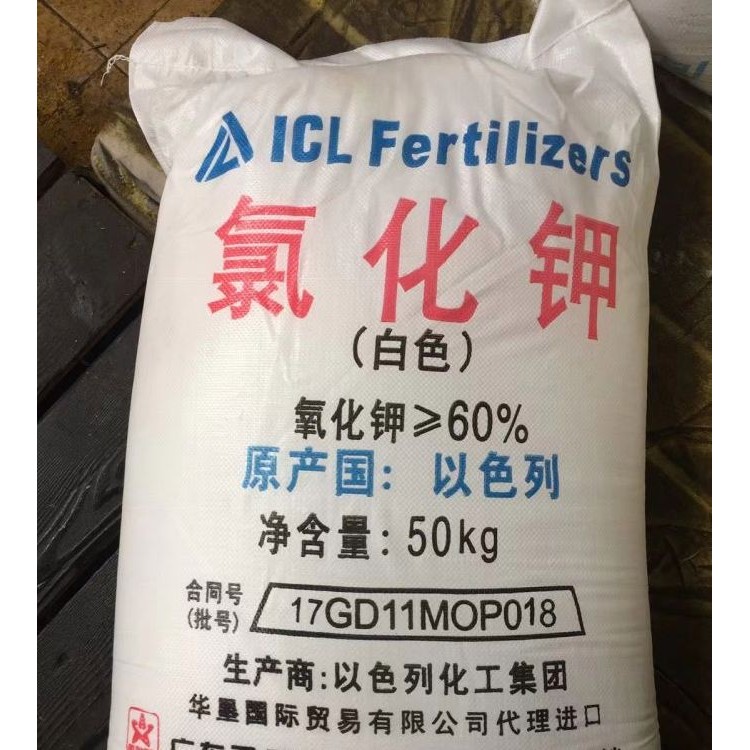 ICL Fertilizers
氯化钾
(白色)
氧化钾≥60%
原产国: 以色列
净含量: 50kg
合同号
(批号)
17GD11MOP018
生产商:以色列化工集团
华垦国际贸易有限公司代理进口